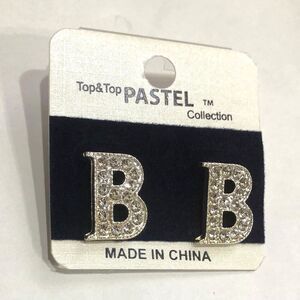 Top&Top PASTEL TM
Collection
B B
MADE IN CHINA